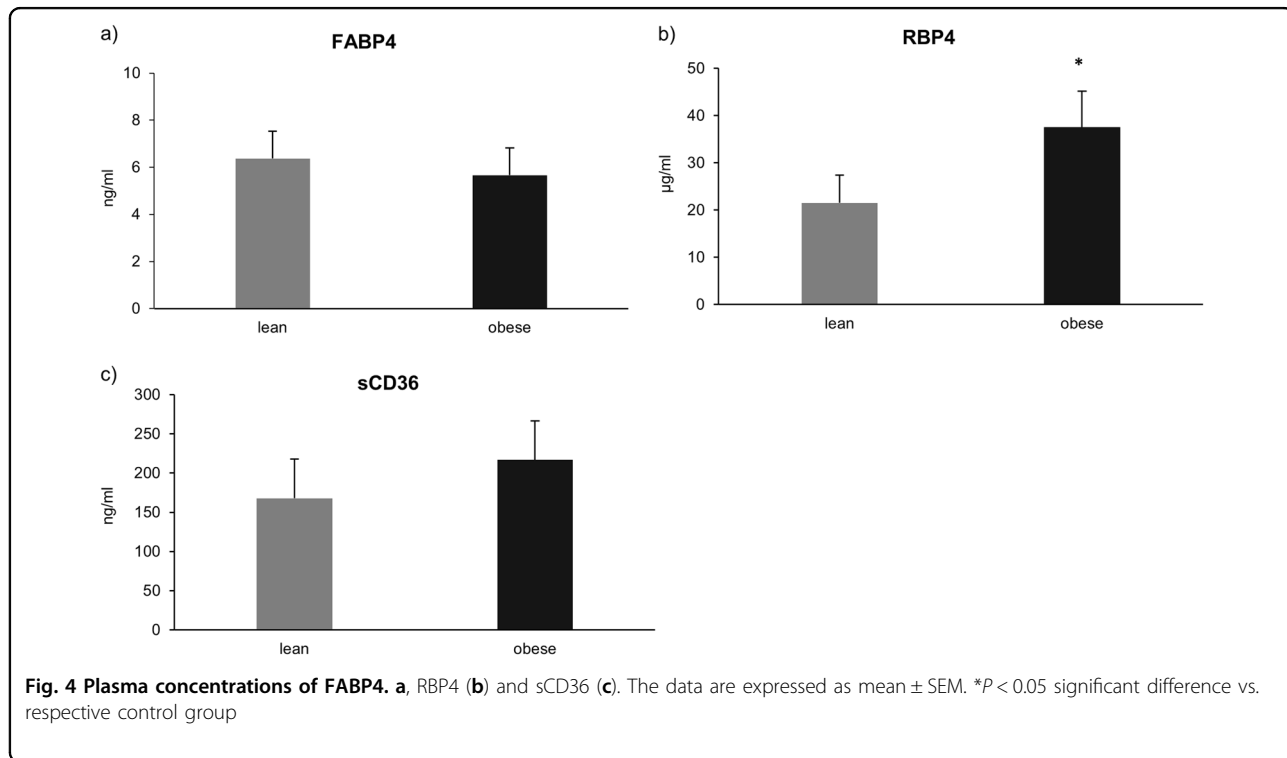 a)
FABP4
10
8
6
4
2
0
ng/ml
lean
obese
b)
RBP4
*
50
40
30
20
10
0
µg/ml
lean
obese
c)
sCD36
300
250
200
150
100
50
0
ng/ml
lean
obese
Fig. 4 Plasma concentrations of FABP4. a, RBP4 (b) and sCD36 (c). The data are expressed as mean ± SEM. *P < 0.05 significant difference vs.
respective control group